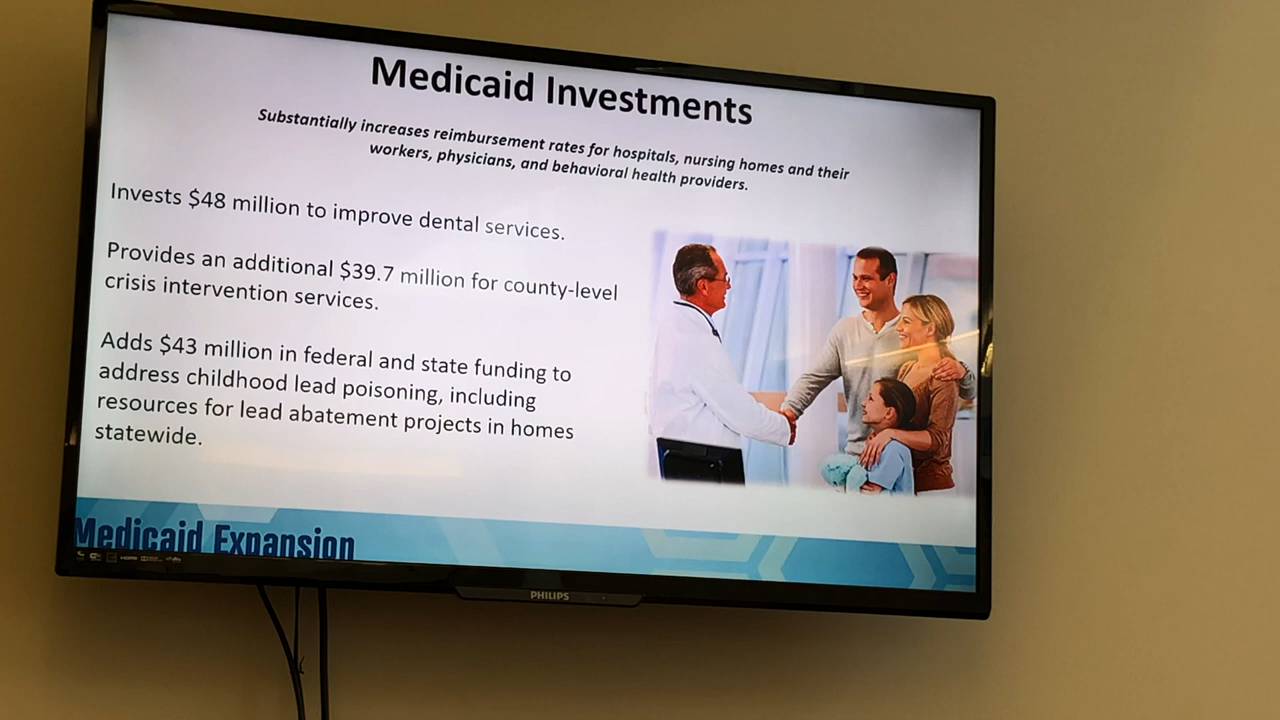 Medicaid Investments
Substantially increases reimbursement rates for hospitals, nursing homes and their
workers, physicians, and behavioral health providers.
Invests $48 million to improve dental services.
Provides an additional $39.7 million for county-level
crisis intervention services.
Adds $43 million in federal and state funding to
address childhood lead poisoning, including
resources for lead abatement projects in homes
statewide.
Medicaid Expansion
PHILIPS